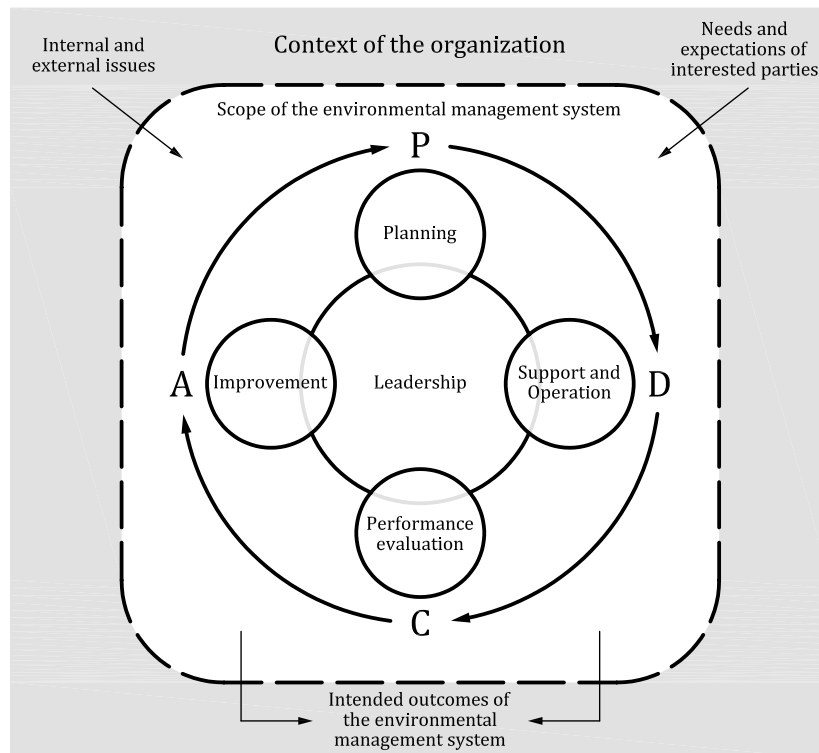 Internal and
external issues
Context of the organization
Needs and
expectations of
interested parties
Scope of the environmental management system
P
Planning
A
Improvement
Leadership
Support and
Operation
D
Performance
evaluation
C
Intended outcomes of
the environmental
management system